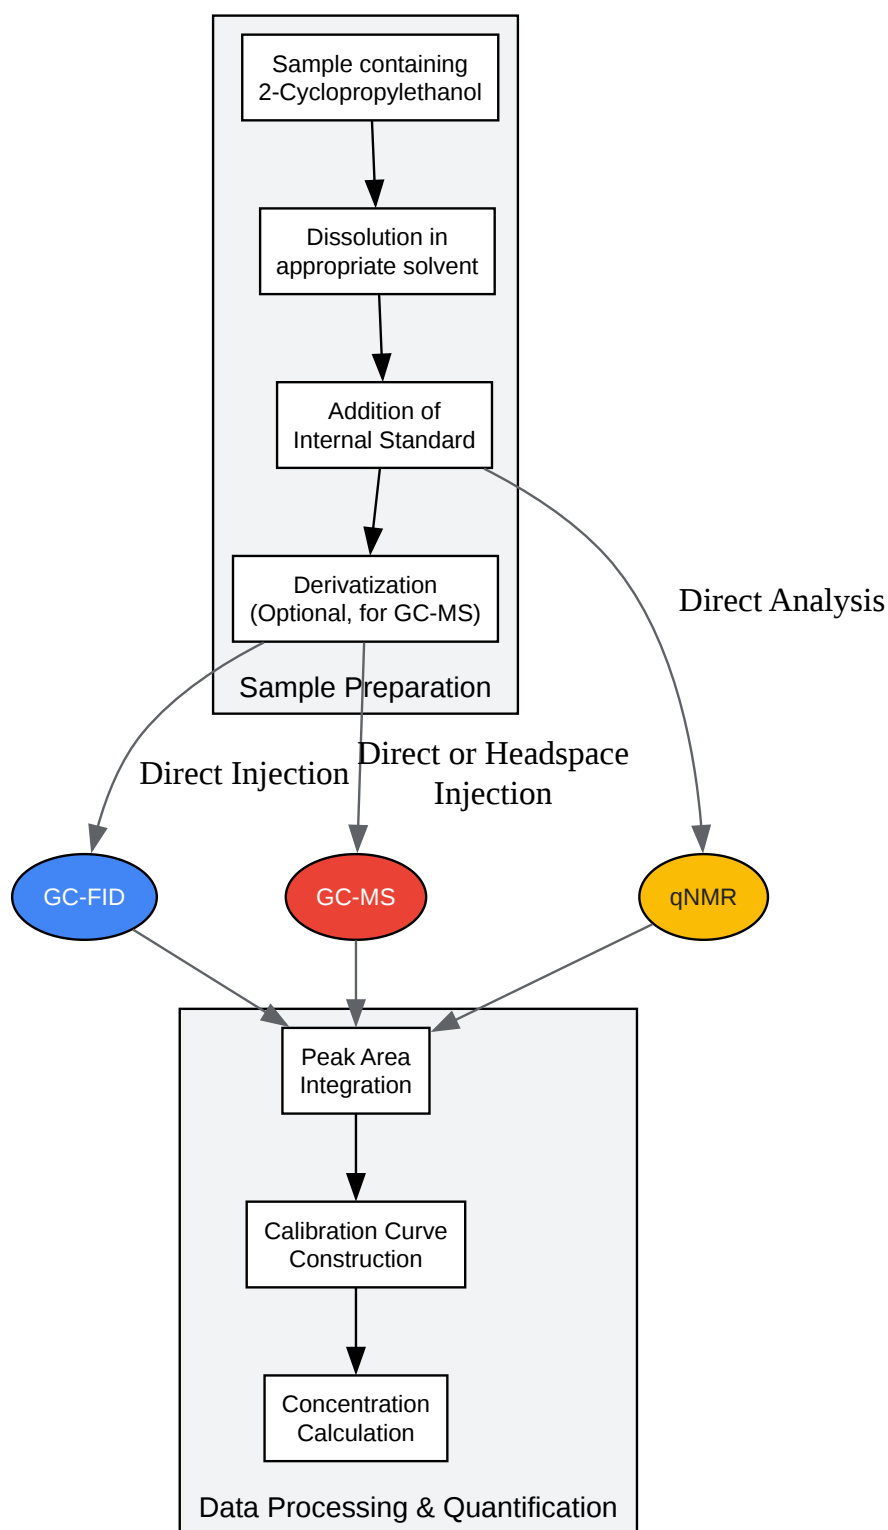 Sample containing
2-Cyclopropylethanol
Dissolution in
appropriate solvent
Addition of
Internal Standard
Derivatization
(Optional, for GC-MS)
Sample Preparation
Direct Analysis
Direct Injection
Direct or Headspace
Injection
GC-FID
GC-MS
qNMR
Peak Area
Integration
Calibration Curve
Construction
Concentration
Calculation
Data Processing & Quantification